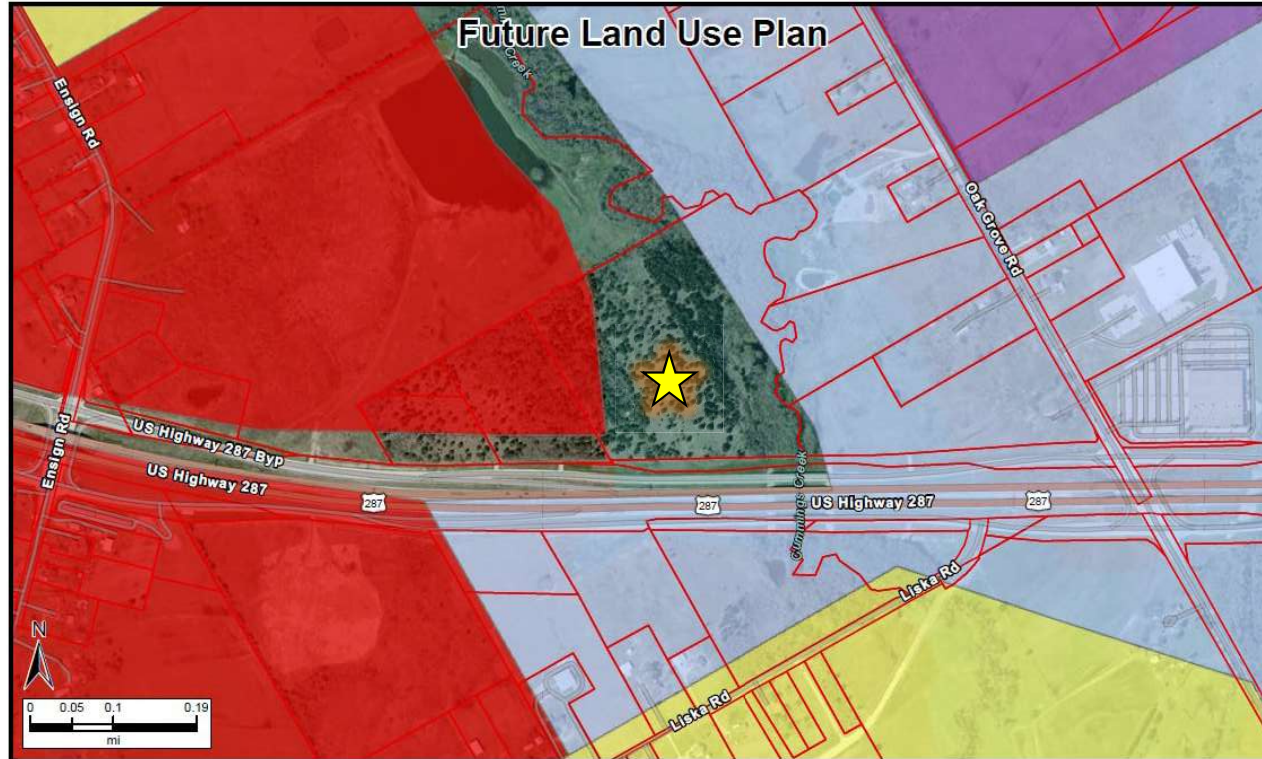 Future Land Use Plan
Creek
Ensign Rd
Oak Grove Rd
US Highway 287 Byp
Ensign Rd
US Highway 287
287
287
US Highway 287
287
Cummings Creek
Liska Rd
Liska Rd
N
0 0.05 0.1 0.19
mi